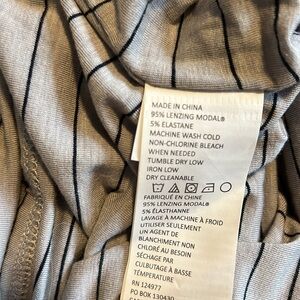 MADE IN CHINA
95% LENZING MODAL®
5% ELASTANE
MACHINE WASH COLD
NON-CHLORINE BLEACH
WHEN NEEDED
TUMBLE DRY LOW
IRON LOW
DRY CLEANABLE
FABRIQUÉ EN CHINE
95% LENZING MODAL®
5% ÉLASTHANNE
LAVAGE À MACHINE À FROID
UTILISER SEULEMENT
UN AGENT DE
BLANCHIMENT NON
CHLORÉ AU BESOIN
SÉCHAGE PAR
CULBUTAGE À BASSE
TEMPÉRATURE
RN 124977
PO BOX 130430